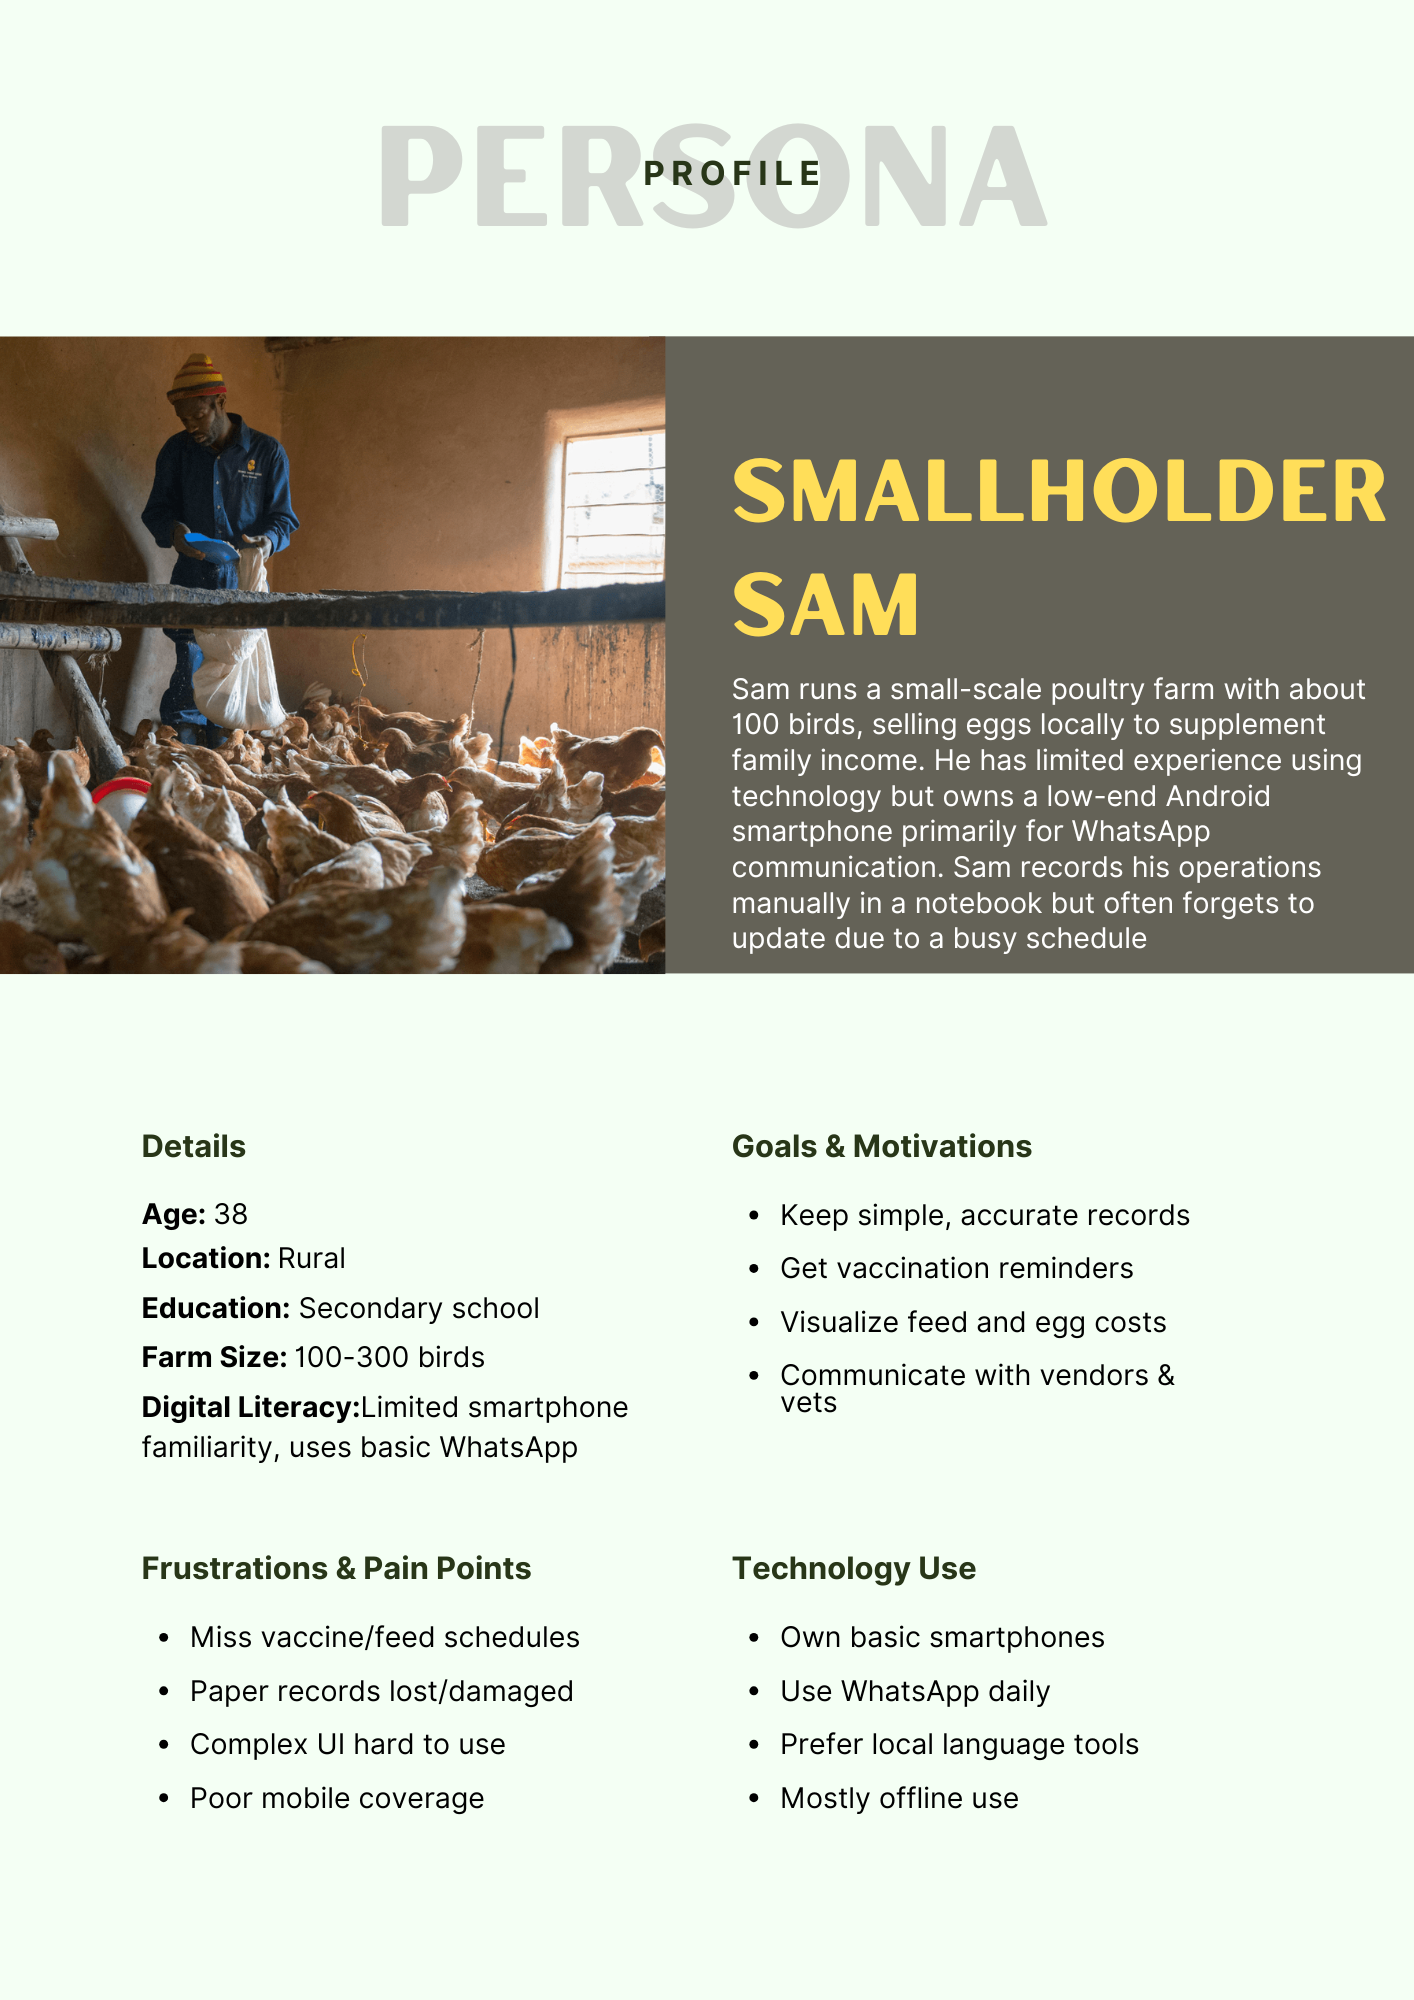 PERSONA
PROFILE
SMALLHOLDER
SAM
Sam runs a small-scale poultry farm with about
100 birds, selling eggs locally to supplement
family income. He has limited experience using
technology but owns a low-end Android
smartphone primarily for WhatsApp
communication. Sam records his operations
manually in a notebook but often forgets to
update due to a busy schedule
Details
Age: 38
Location: Rural
Education: Secondary school
Farm Size: 100-300 birds
Digital Literacy:Limited smartphone
familiarity, uses basic WhatsApp
Goals & Motivations
• Keep simple, accurate records
• Get vaccination reminders
• Visualize feed and egg costs
• Communicate with vendors &
vets
Frustrations & Pain Points
• Miss vaccine/feed schedules
• Paper records lost/damaged
• Complex UI hard to use
• Poor mobile coverage
Technology Use
• Own basic smartphones
• Use WhatsApp daily
• Prefer local language tools
• Mostly offline use